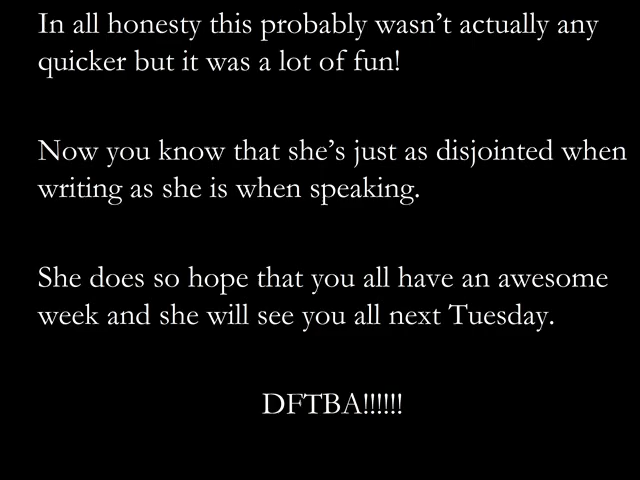 In all honesty this probably wasn’t actually any
quicker but it was a lot of fun!
Now you know that she’s just as disjointed when
writing as she is when speaking.
She does so hope that you all have an awesome
week and she will see you all next Tuesday.
DFTBA!!!!!!